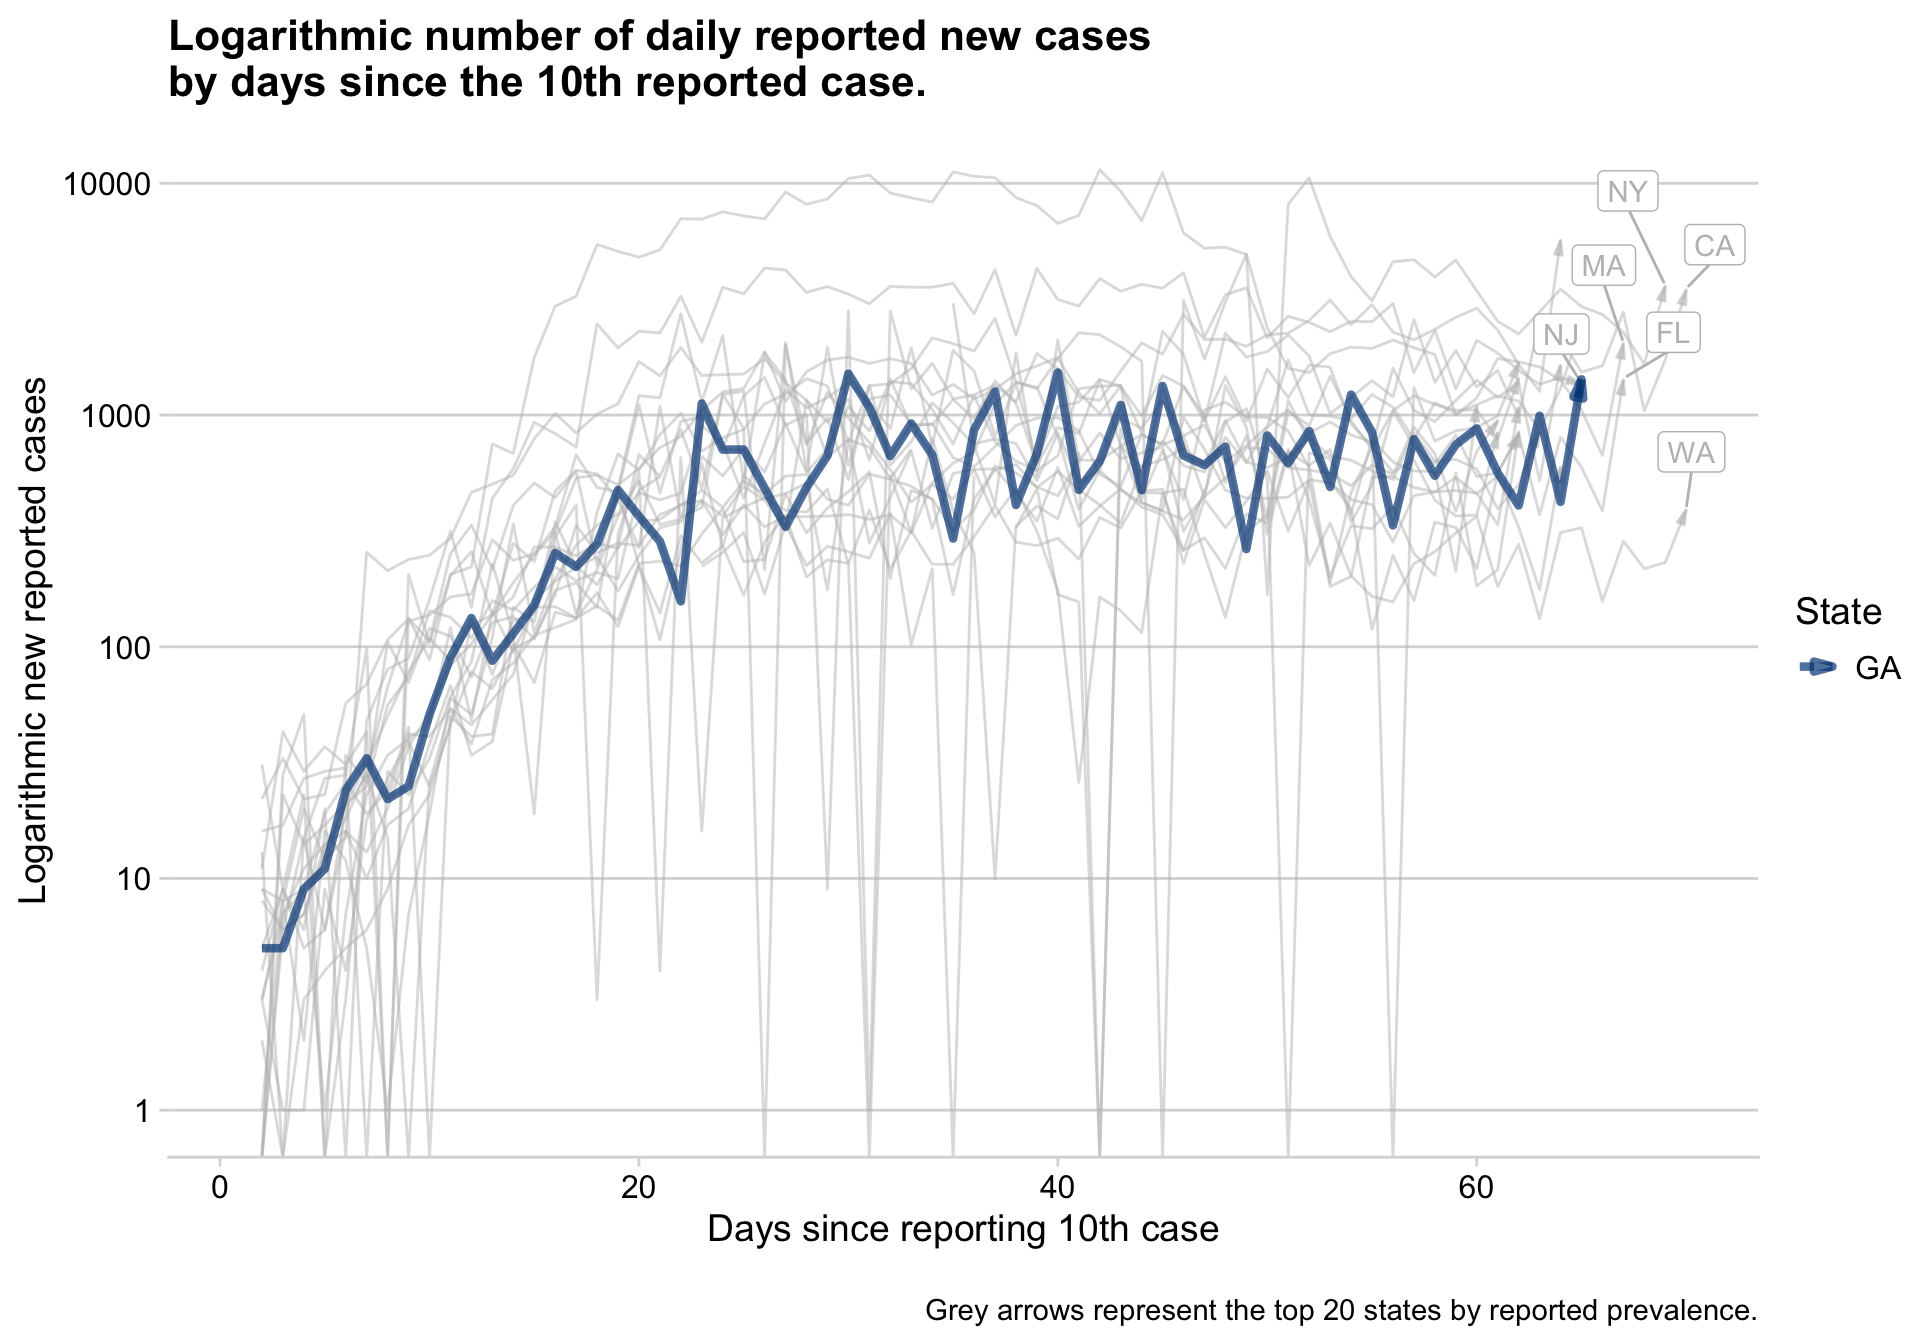 Logarithmic number of daily reported new cases
by days since the 10th reported case.
10000
1000
100
10
1
Logarithmic new reported cases
NY
CA
MA
NJ
FL
WA
State
GA
0
20
40
60
Days since reporting 10th case
Grey arrows represent the top 20 states by reported prevalence.